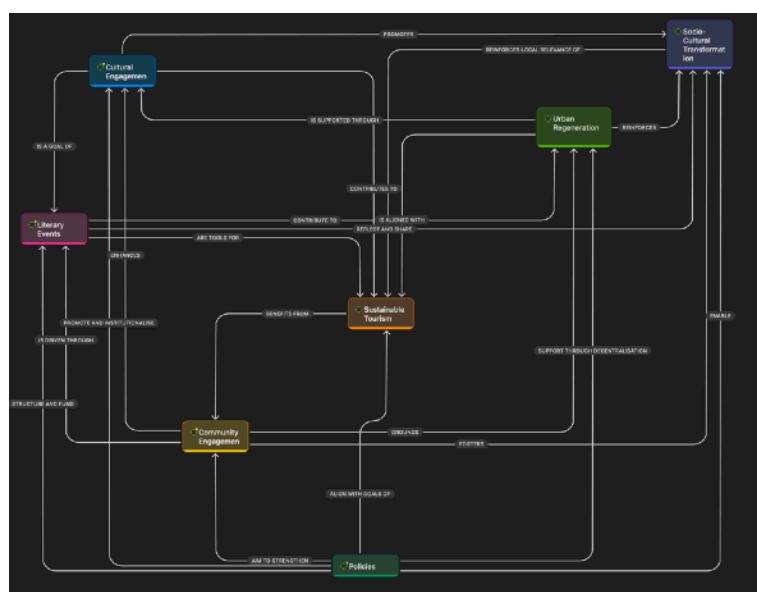 PROMOTES
Socio-
Cultural
Transformat
ion
REINFORCES LOCAL RELEVANCE OF
Cultural
Engagemen
IS SUPPORTED THROUGH
Urban
Regeneration
REINFORCES
IS A GOAL OF
CONTRIBUTES TO
Literary
Events
CONTRIBUTE TO
IS ALIGNED WITH
REFLECT AND SHAPE
ARE TOOLS FOR
ENHANCES
Sustainable
Tourism
BENEFITS FROM
ENABLE
PROMOTE AND INSTITUTIONALISE
IS DRIVEN THROUGH
SUPPORT THROUGH DECENTRALISATION
STRUCTURE AND FUND
Community
Engagemen
GROUNDS
FOSTERS
ALIGN WITH GOALS OF
AIM TO STRENGTHEN
Policies